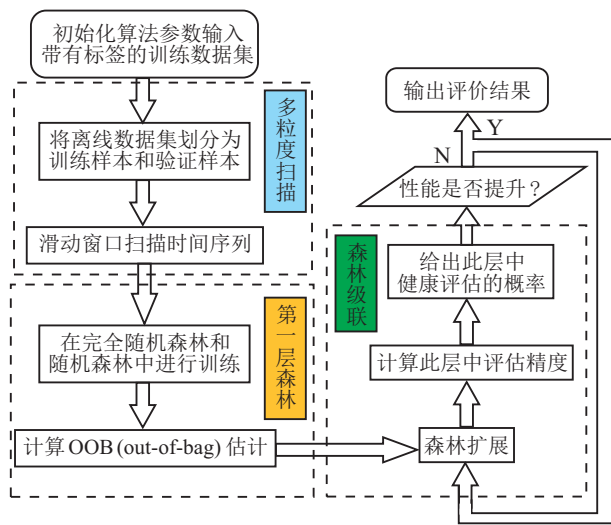 初始化算法参数输入
带有标签的训练数据集
多粒度扫描
将离线数据集划分为
训练样本和验证样本
滑动窗口扫描时间序列
第一层森林
在完全随机森林和
随机森林中进行训练
计算OOB(out-of-bag)估计
输出评价结果
Y
N
性能是否提升?
森林级联
给出此层中
健康评估的概率
计算此层中评估精度
森林扩展